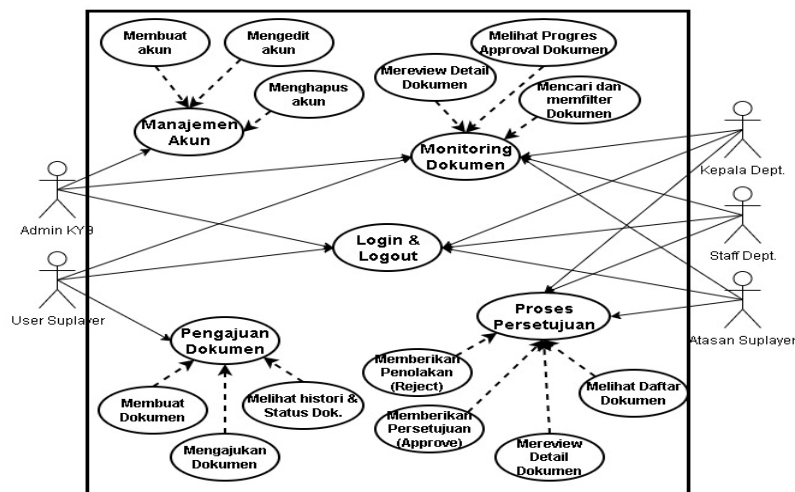 Membuat
akun
Mengedit
akun
Menghapus
akun
Manajemen
Akun
Melihat Progres
Approval Dokumen
Mereview Detail
Dokumen
Mencari dan
memfilter
Dokumen
Monitoring
Dokumen
Kepala Dept.
Admin KYB
Staff Dept.
Login &
Logout
User Suplayer
Atasan Suplayer
Pengajuan
Dokumen
Proses
Persetujuan
Memberikan
Penolakan
(Reject)
Melihat Daftar
Dokumen
Membuat
Dokumen
Melihat histori &
Status Dok.
Memberikan
Persetujuan
(Approve)
Mengajukan
Dokumen
Mereview
Detail
Dokumen